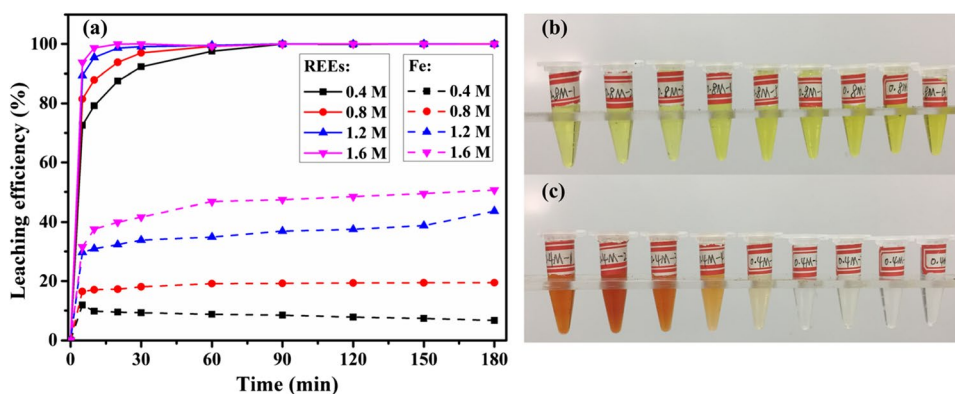 (a)
Leaching efficiency (%)
100
80
60
40
20
0
REEs:
0.4 M
0.8 M
1.2 M
1.6 M
Fe:
0.4 M
0.8 M
1.2 M
1.6 M
0 30 60 90 120 150 180
Time (min)
(b)
(c)